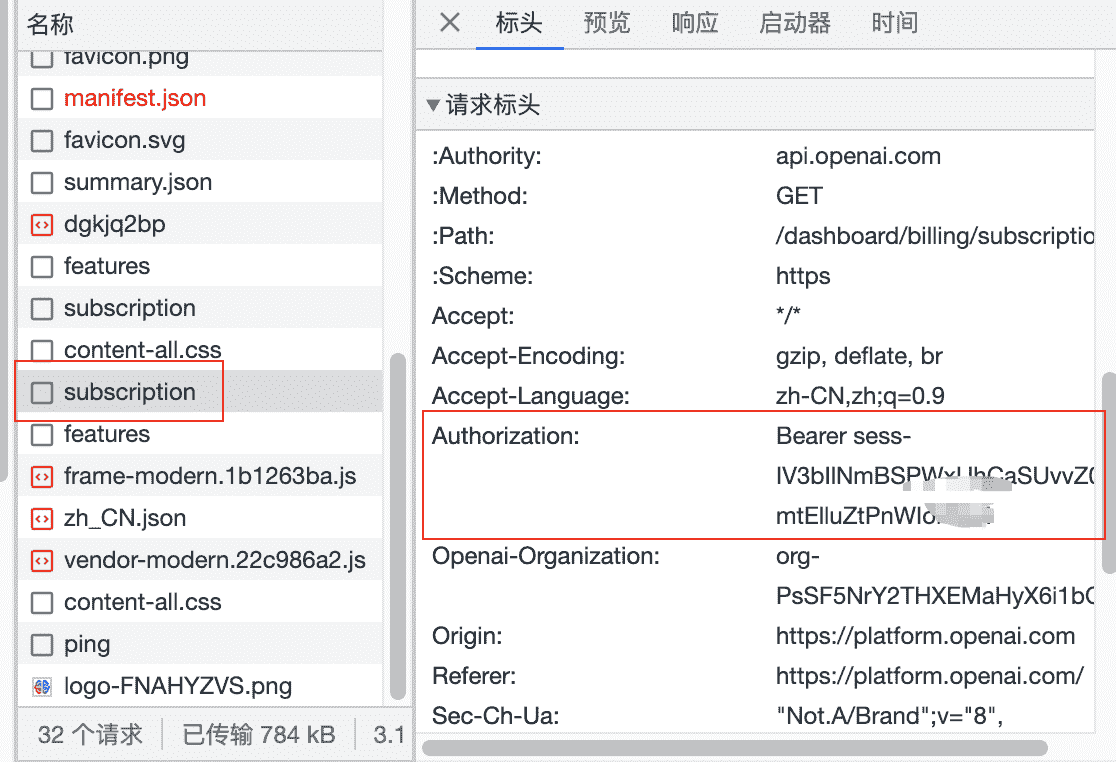 名称
favicon.png
manifest.json
favicon.svg
summary.json
dgkjq2bp
features
subscription
content-all.css
subscription
features
frame-modern.1b1263ba.js
zh_CN.json
vendor-modern.22c986a2.js
content-all.css
ping
logo-FNAHYZVS.png
32 个请求 已传输 784 kB 3.1
标头 预览 响应 启动器 时间
请求标头
:Authority: api.openai.com
:Method: GET
:Path: /dashboard/billing/subscriptio
:Scheme: https
Accept: */*
Accept-Encoding: gzip, deflate, br
Accept-Language: zh-CN,zh;q=0.9
Authorization: Bearer sess-
Openai-Organization: org-
PsSF5NrY2THXEMaHyX6i1b
Origin: https://platform.openai.com
Referer: https://platform.openai.com/
Sec-Ch-Ua: "Not.A/Brand";v="8",